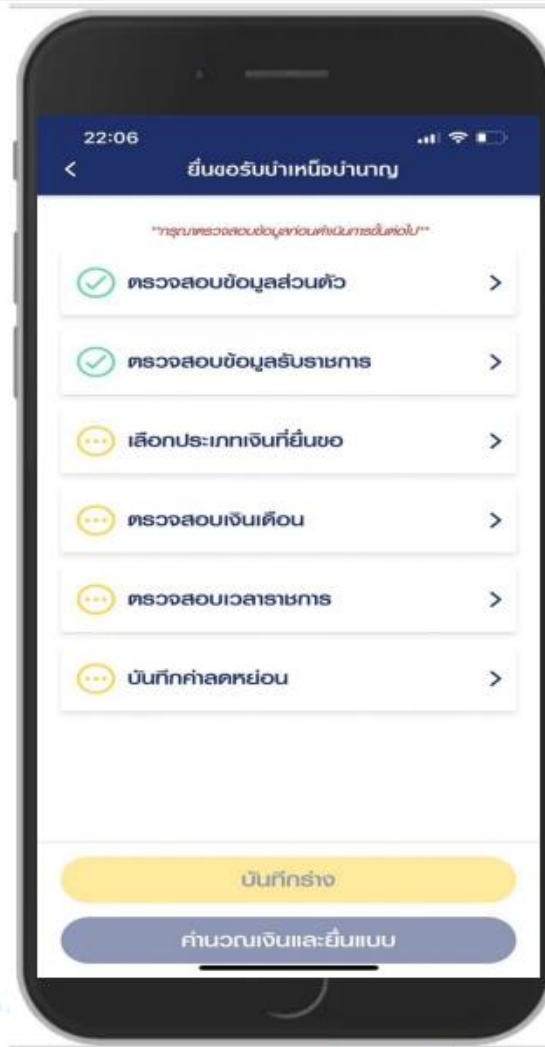 22:06
ยื่นขอรับบำเหน็จบำนาญ
**กรุณาตรวจสอบข้อมูลก่อนดำเนินการขั้นต่อไป**
ตรวจสอบข้อมูลส่วนตัว
ตรวจสอบข้อมูลรับราชการ
เลือกประเภทเงินที่ยื่นขอ
ตรวจสอบเงินเดือน
ตรวจสอบเวลาราชการ
บันทึกค่าลดหย่อน
บันทึกร่าง
คำนวณเงินและยื่นแบบ